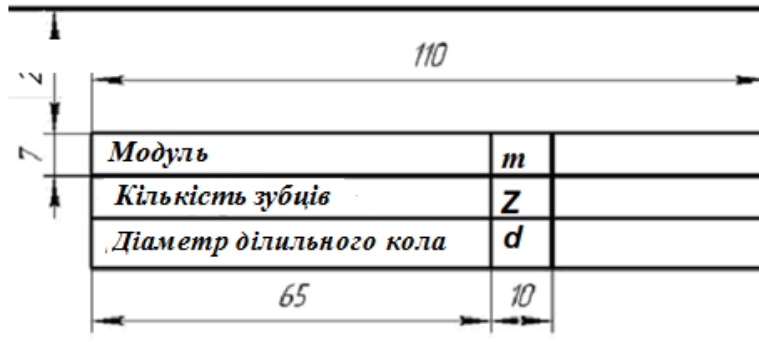 110
7
Модуль m
Кількість зубців Z
Діаметр ділильного кола d
65 10